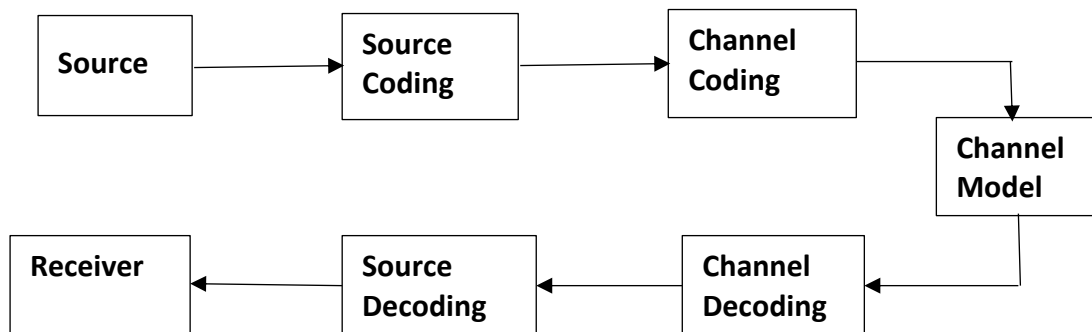 Source
Source
Coding
Channel
Coding
Channel
Model
Receiver
Source
Decoding
Channel
Decoding